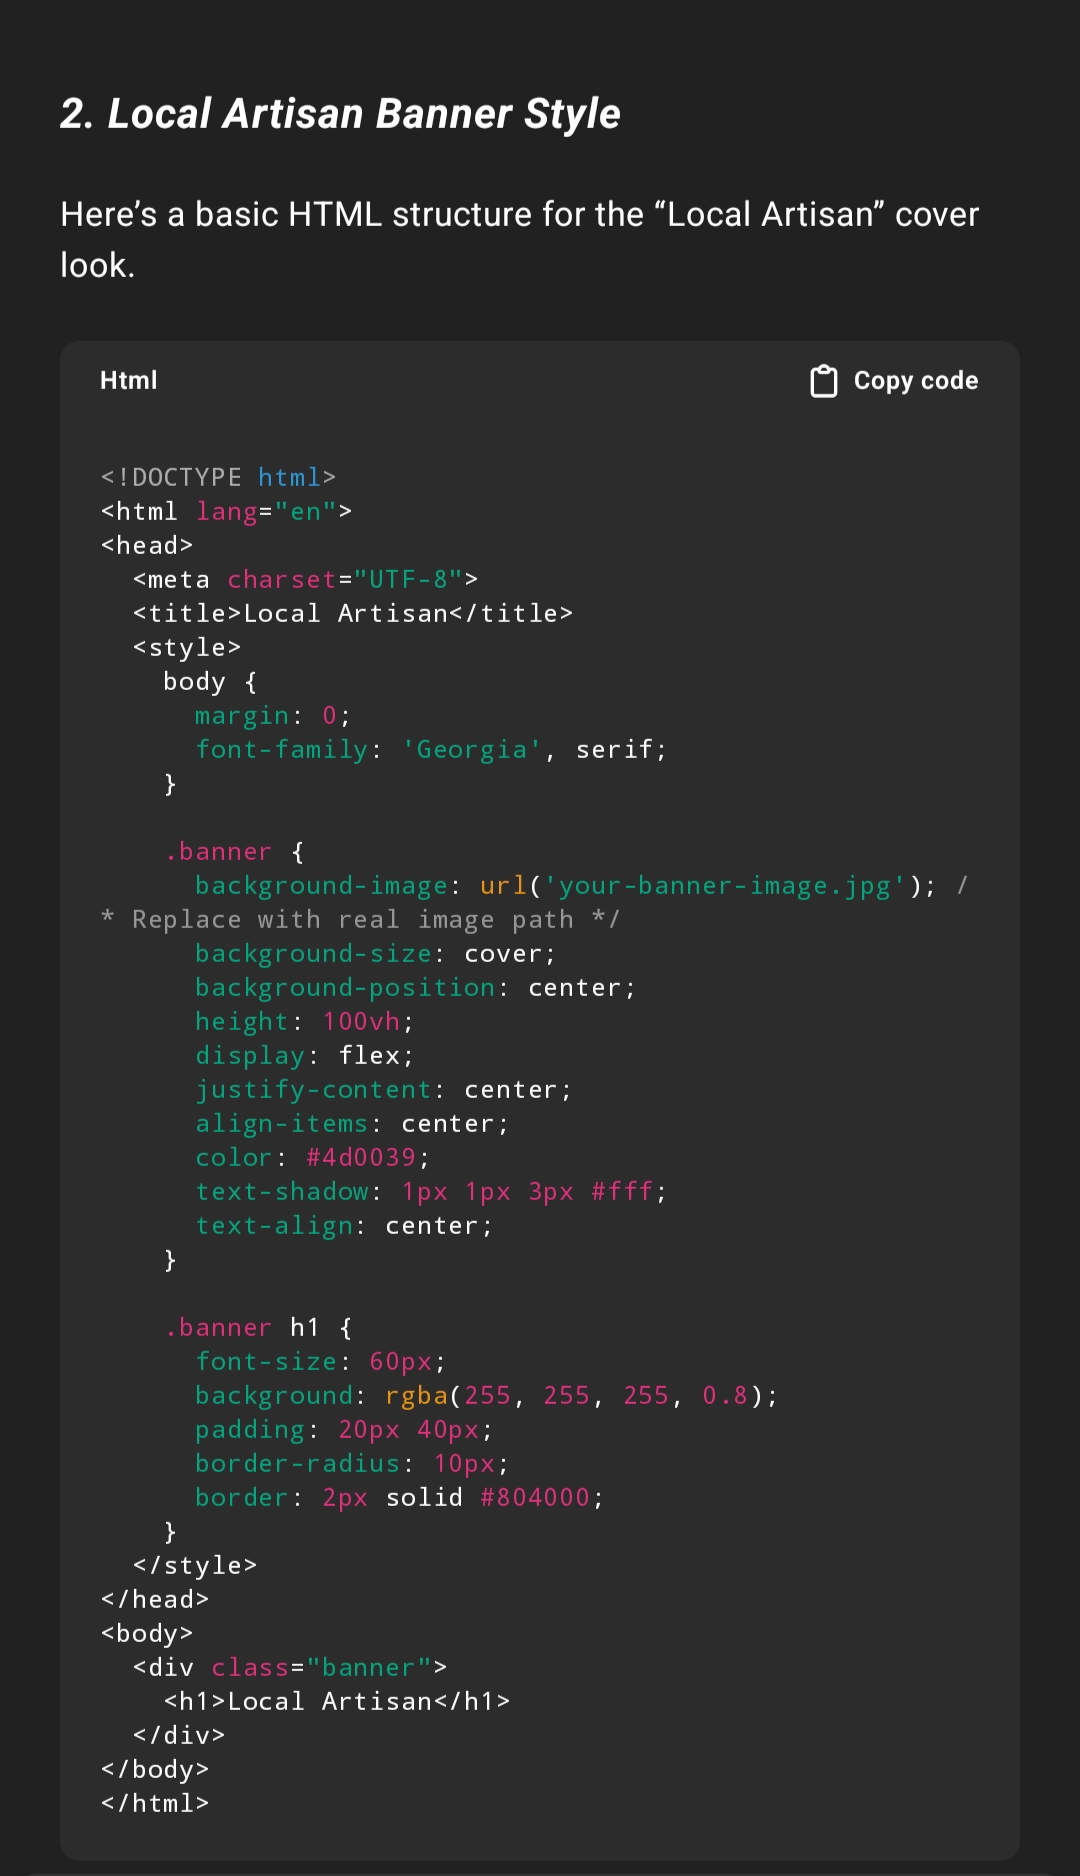 2. Local Artisan Banner Style
Here’s a basic HTML structure for the “Local Artisan” cover
look.
Html
Copy code
<!DOCTYPE html>
<html lang="en">
<head>
  <meta charset="UTF-8">
  <title>Local Artisan</title>
  <style>
    body {
      margin: 0;
      font-family: 'Georgia', serif;
    }
    .banner {
      background-image: url('your-banner-image.jpg'); /
* Replace with real image path */
      background-size: cover;
      background-position: center;
      height: 100vh;
      display: flex;
      justify-content: center;
      align-items: center;
      color: #4d0039;
      text-shadow: 1px 1px 3px #fff;
      text-align: center;
    }
    .banner h1 {
      font-size: 60px;
      background: rgba(255, 255, 255, 0.8);
      padding: 20px 40px;
      border-radius: 10px;
      border: 2px solid #804000;
    }
  </style>
</head>
<body>
  <div class="banner">
    <h1>Local Artisan</h1>
  </div>
</body>
</html>